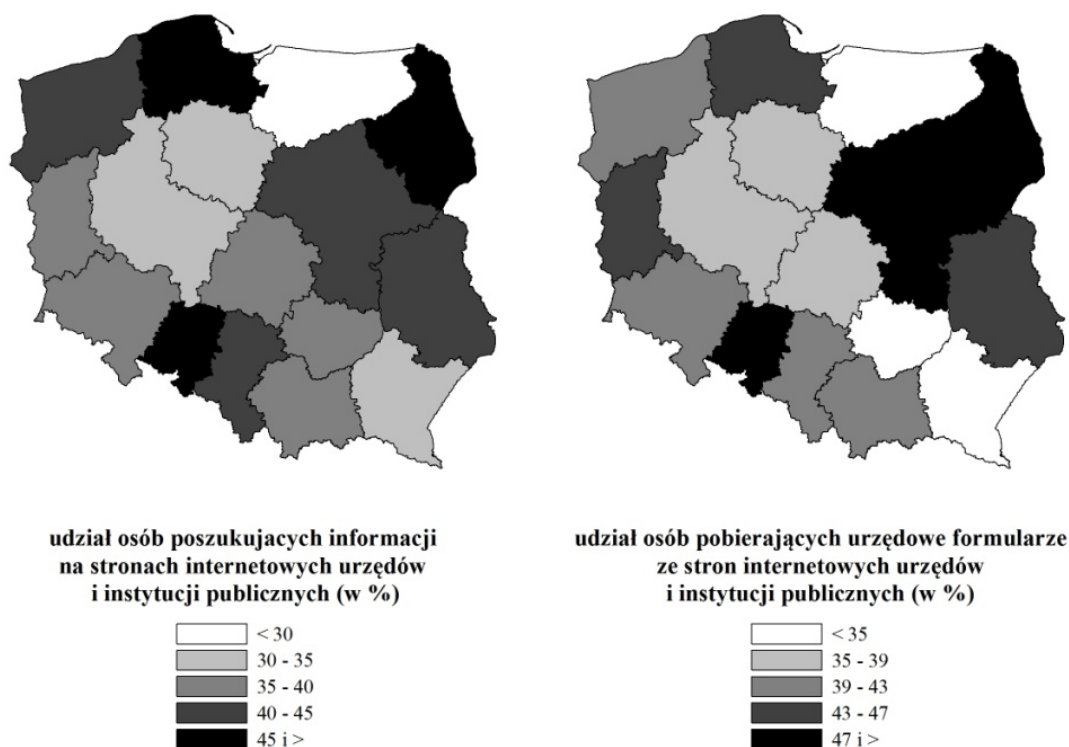 udział osób poszukujacych informacji
na stronach internetowych urzędów
i instytucji publicznych (w %)
< 30
30 - 35
35 - 40
40 - 45
45 i >
udział osób pobierających urzędowe formularze
ze stron internetowych urzędów
i instytucji publicznych (w %)
< 35
35 - 39
39 - 43
43 - 47
47 i >